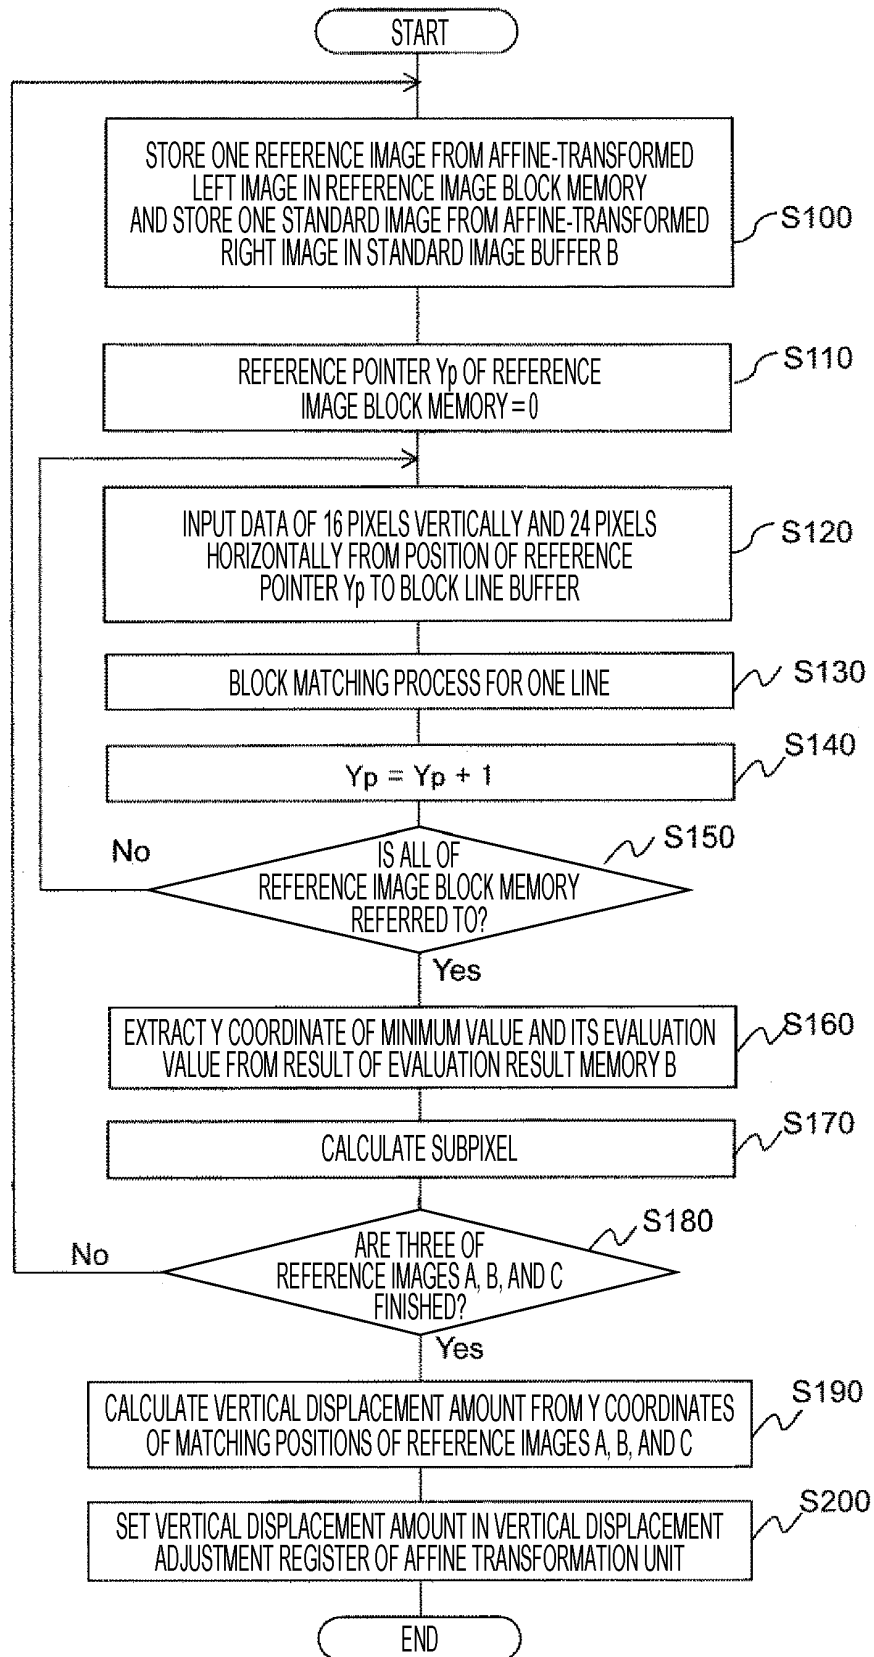 START
STORE ONE REFERENCE IMAGE FROM AFFINE-TRANSFORMED
LEFT IMAGE IN REFERENCE IMAGE BLOCK MEMORY
AND STORE ONE STANDARD IMAGE FROM AFFINE-TRANSFORMED
RIGHT IMAGE IN STANDARD IMAGE BUFFER B
S100
REFERENCE POINTER Yp OF REFERENCE
IMAGE BLOCK MEMORY = 0
S110
INPUT DATA OF 16 PIXELS VERTICALLY AND 24 PIXELS
HORIZONTALLY FROM POSITION OF REFERENCE
POINTER Yp TO BLOCK LINE BUFFER
S120
BLOCK MATCHING PROCESS FOR ONE LINE
S130
Yp = Yp + 1
S140
IS ALL OF
REFERENCE IMAGE BLOCK MEMORY
REFERRED TO?
S150
No
Yes
EXTRACT Y COORDINATE OF MINIMUM VALUE AND ITS EVALUATION
VALUE FROM RESULT OF EVALUATION RESULT MEMORY B
S160
CALCULATE SUBPIXEL
S170
ARE THREE OF
REFERENCE IMAGES A, B, AND C
FINISHED?
S180
No
Yes
CALCULATE VERTICAL DISPLACEMENT AMOUNT FROM Y COORDINATES
OF MATCHING POSITIONS OF REFERENCE IMAGES A, B, AND C
S190
SET VERTICAL DISPLACEMENT AMOUNT IN VERTICAL DISPLACEMENT
ADJUSTMENT REGISTER OF AFFINE TRANSFORMATION UNIT
S200
END